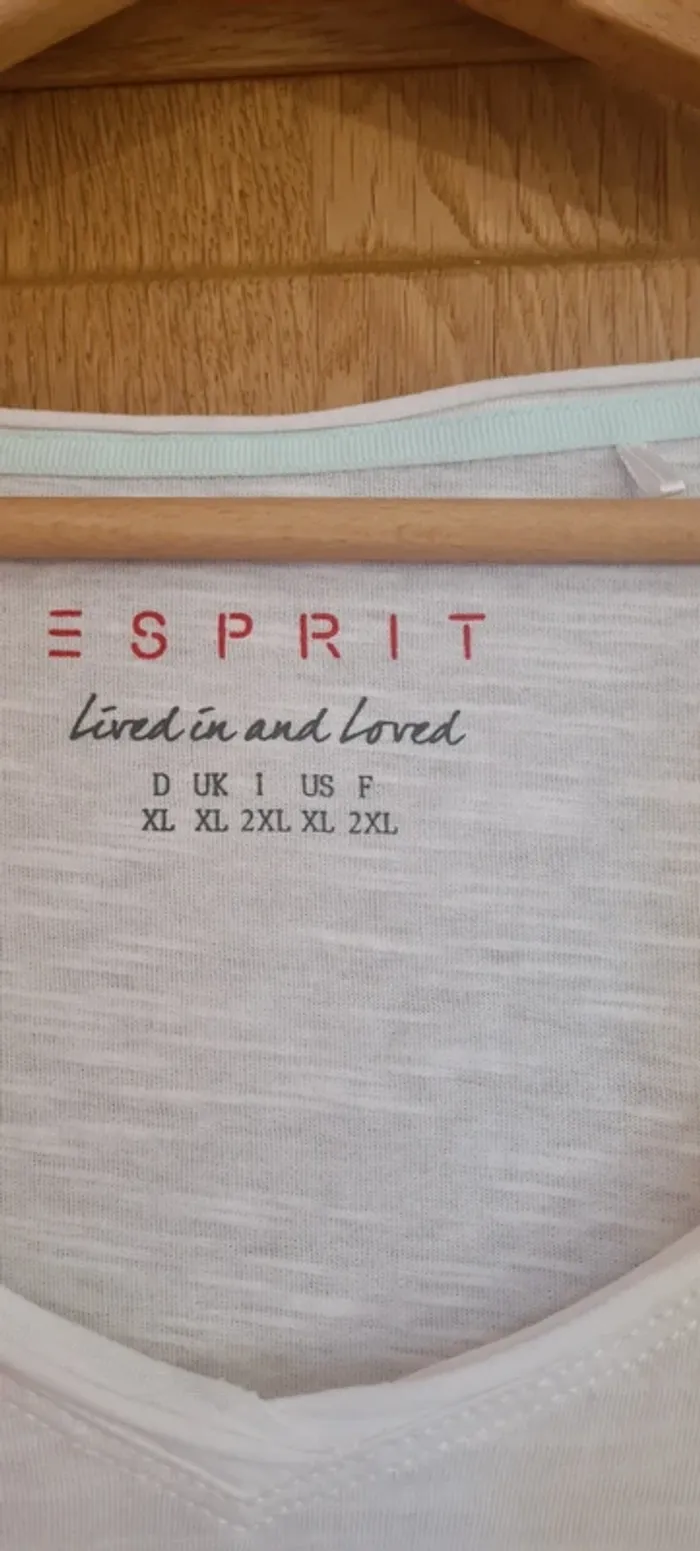 ESPRIT
Lived in and Loved
D UK I US F
XL XL 2XL XL 2XL